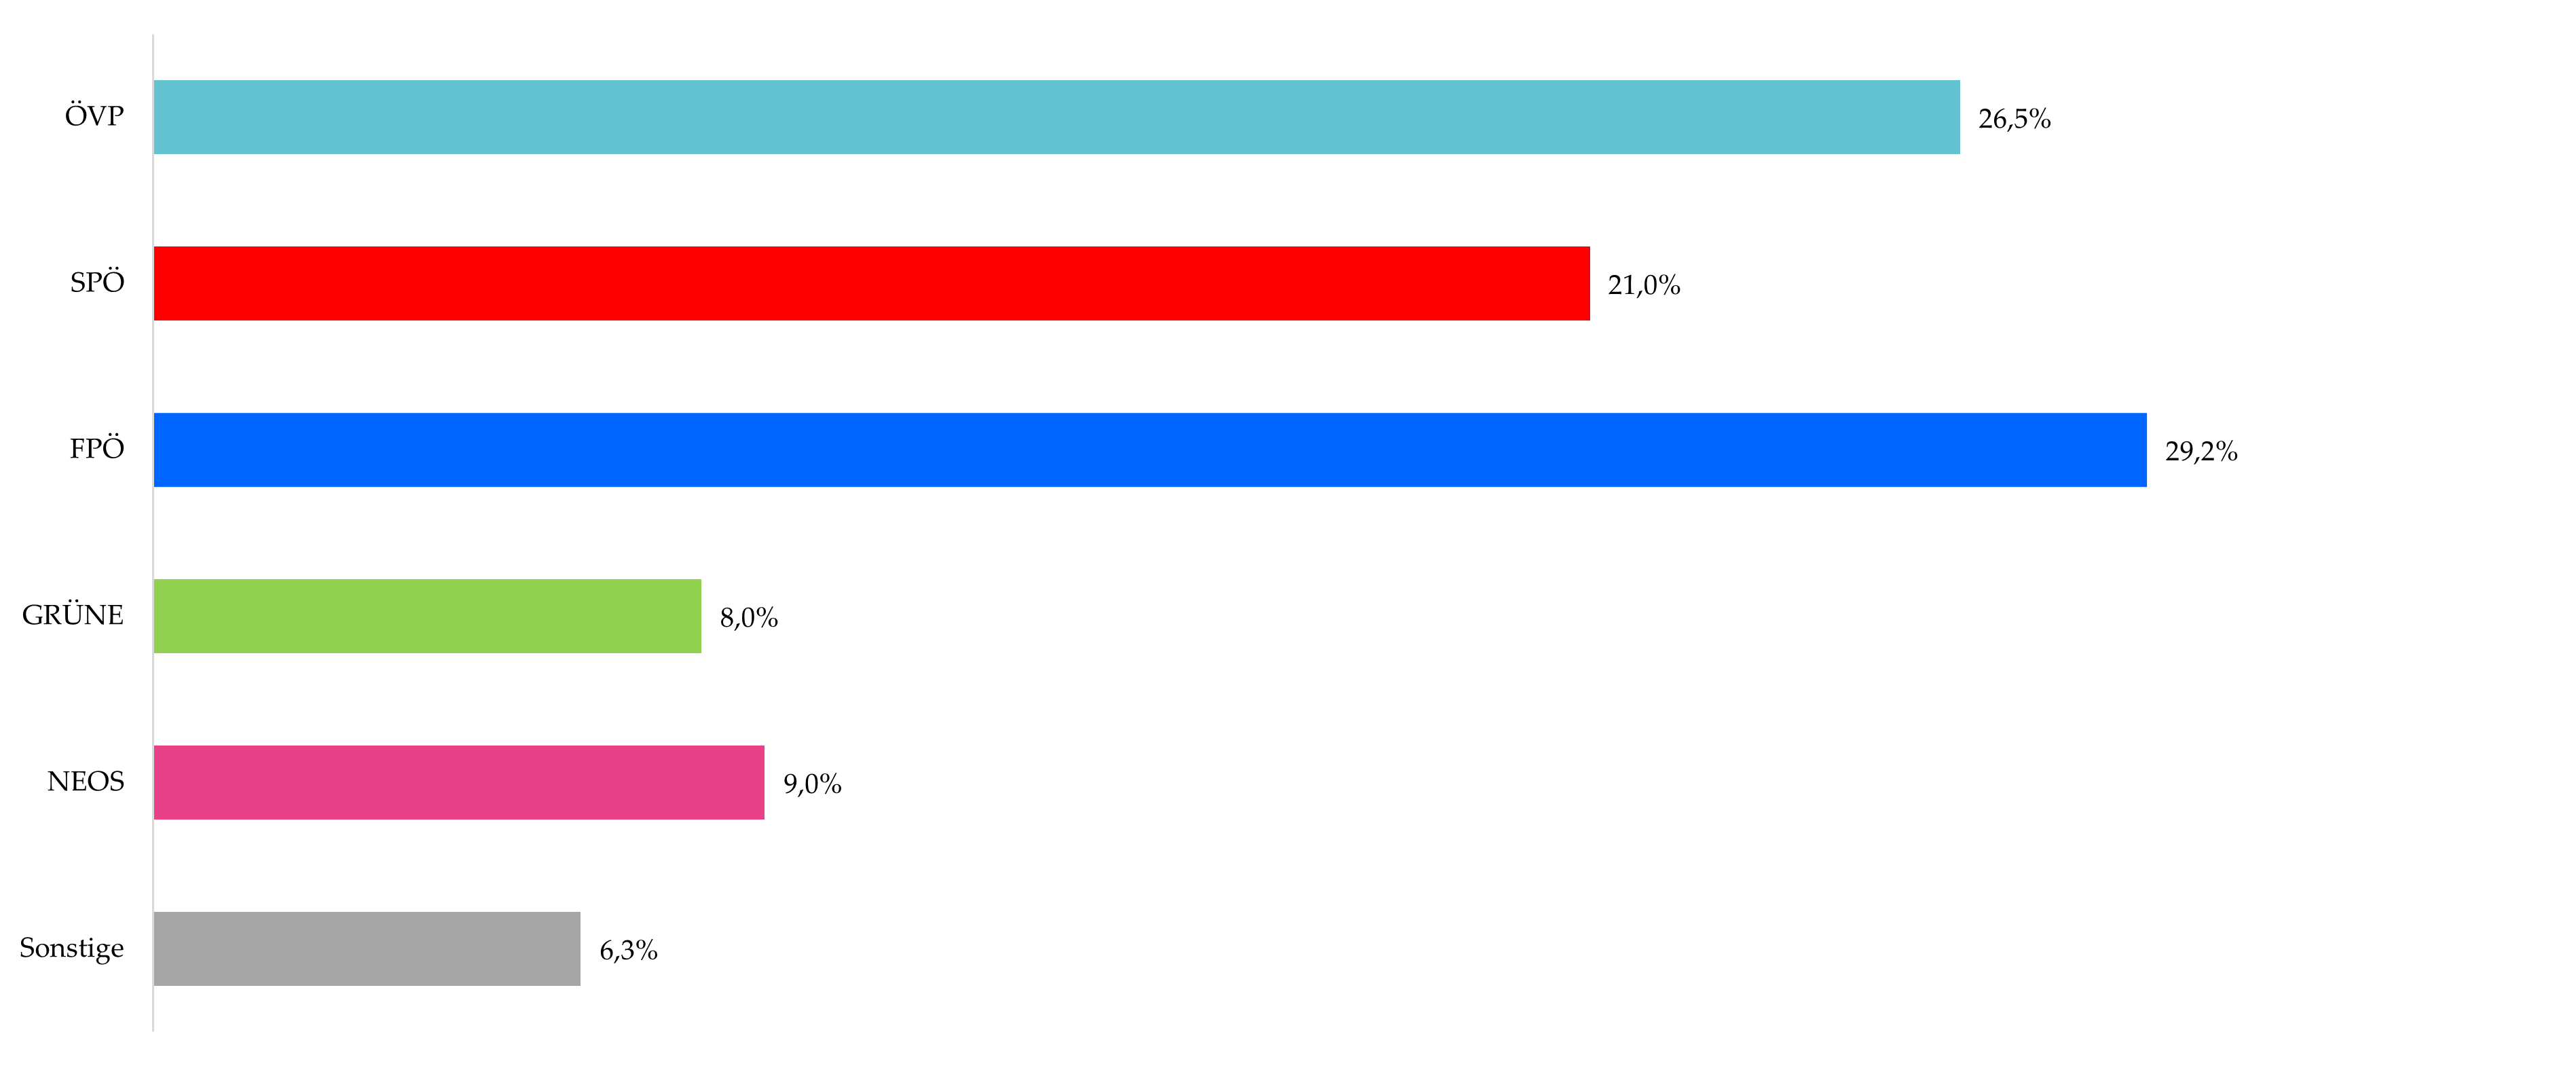 ÖVP 26,5%
SPÖ 21,0%
FPÖ 29,2%
GRÜNE 8,0%
NEOS 9,0%
Sonstige 6,3%